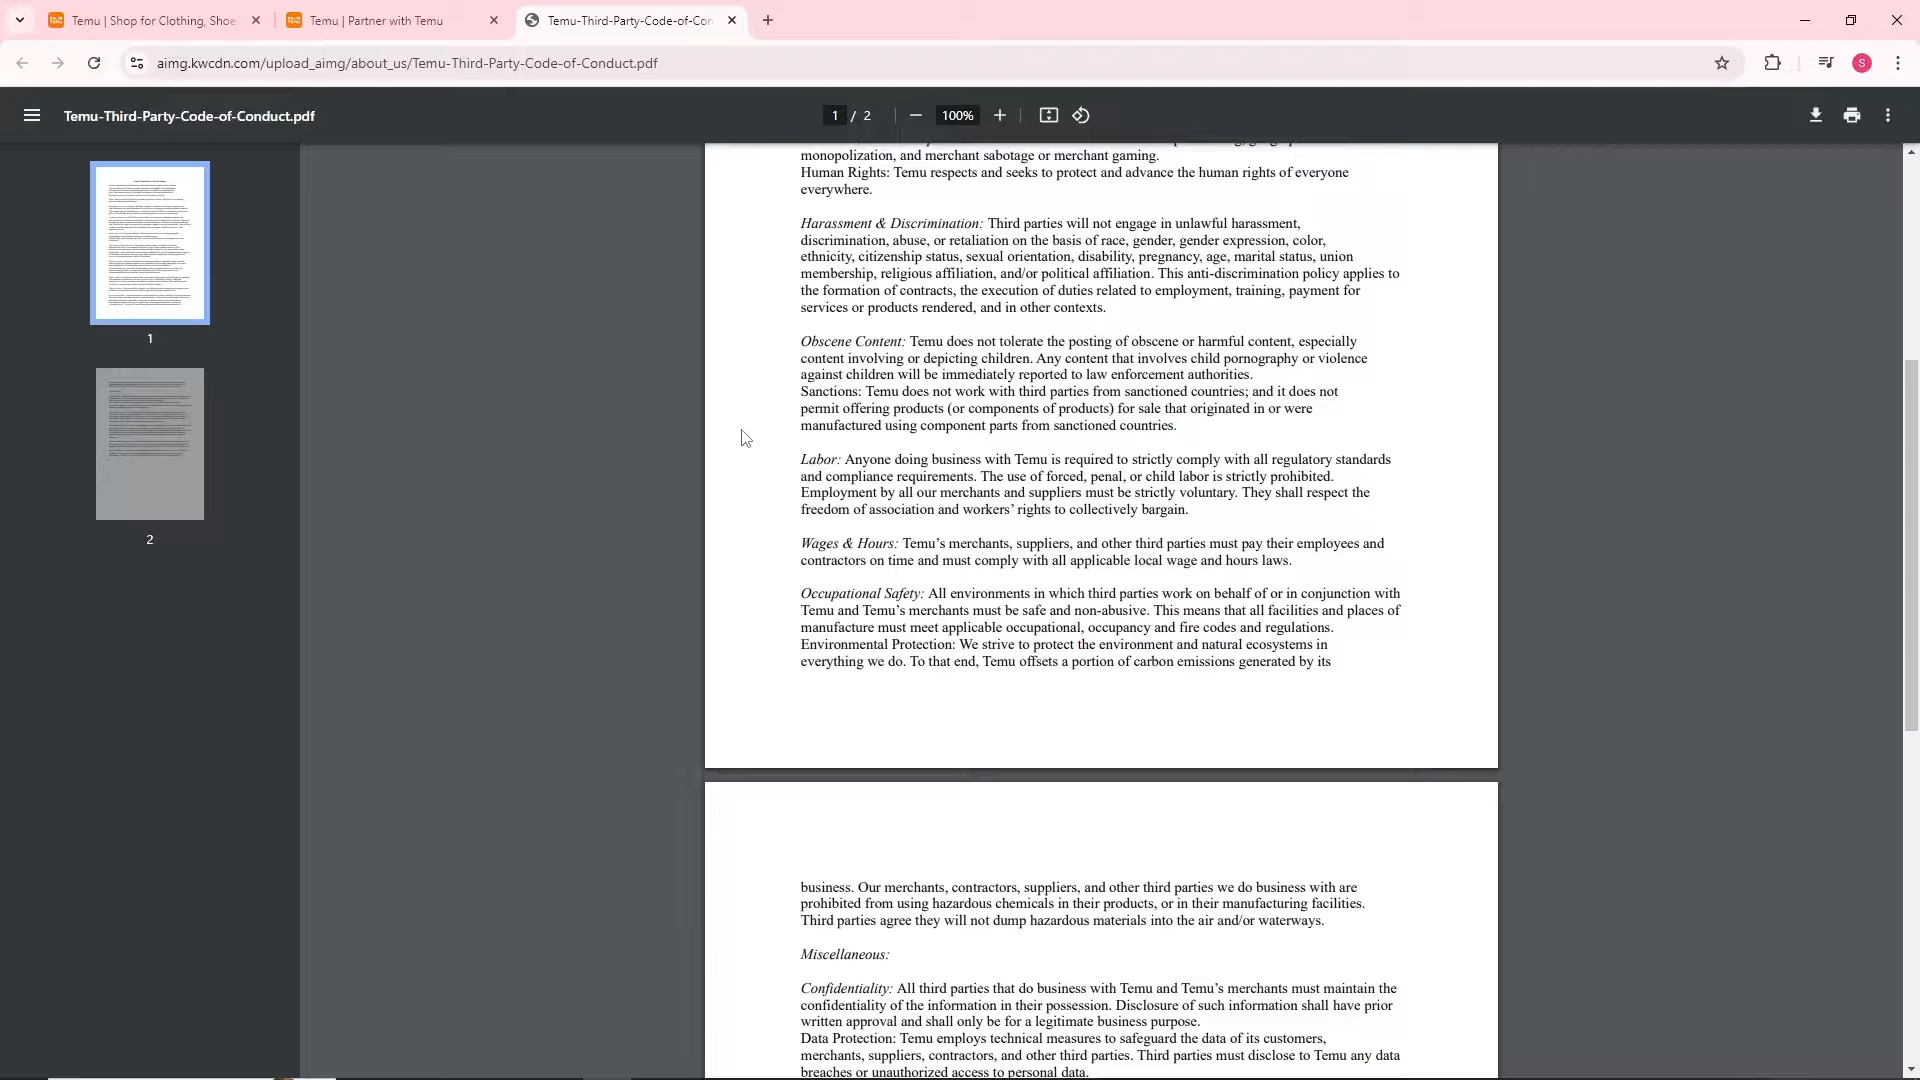 Temu | Shop for Clothing, Shoe
Temu | Partner with Temu
Temu-Third-Party-Code-of-Con
aimg.kwcdn.com/upload_aimg/about_us/Temu-Third-Party-Code-of-Conduct.pdf
S
Temu-Third-Party-Code-of-Conduct.pdf
1 / 2
100%
1
2
monopolization, and merchant sabotage or merchant gaming.
Human Rights: Temu respects and seeks to protect and advance the human rights of everyone
everywhere.
Harassment & Discrimination: Third parties will not engage in unlawful harassment,
discrimination, abuse, or retaliation on the basis of race, gender, gender expression, color,
ethnicity, citizenship status, sexual orientation, disability, pregnancy, age, marital status, union
membership, religious affiliation, and/or political affiliation. This anti-discrimination policy applies to
the formation of contracts, the execution of duties related to employment, training, payment for
services or products rendered, and in other contexts.
Obscene Content: Temu does not tolerate the posting of obscene or harmful content, especially
content involving or depicting children. Any content that involves child pornography or violence
against children will be immediately reported to law enforcement authorities.
Sanctions: Temu does not work with third parties from sanctioned countries; and it does not
permit offering products (or components of products) for sale that originated in or were
manufactured using component parts from sanctioned countries.
Labor: Anyone doing business with Temu is required to strictly comply with all regulatory standards
and compliance requirements. The use of forced, penal, or child labor is strictly prohibited.
Employment by all our merchants and suppliers must be strictly voluntary. They shall respect the
freedom of association and workers’ rights to collectively bargain.
Wages & Hours: Temu’s merchants, suppliers, and other third parties must pay their employees and
contractors on time and must comply with all applicable local wage and hours laws.
Occupational Safety: All environments in which third parties work on behalf of or in conjunction with
Temu and Temu’s merchants must be safe and non-abusive. This means that all facilities and places of
manufacture must meet applicable occupational, occupancy and fire codes and regulations.
Environmental Protection: We strive to protect the environment and natural ecosystems in
everything we do. To that end, Temu offsets a portion of carbon emissions generated by its
business. Our merchants, contractors, suppliers, and other third parties we do business with are
prohibited from using hazardous chemicals in their products, or in their manufacturing facilities.
Third parties agree they will not dump hazardous materials into the air and/or waterways.
Miscellaneous:
Confidentiality: All third parties that do business with Temu and Temu’s merchants must maintain the
confidentiality of the information in their possession. Disclosure of such information shall have prior
written approval and shall only be for a legitimate business purpose.
Data Protection: Temu employs technical measures to safeguard the data of its customers,
merchants, suppliers, contractors, and other third parties. Third parties must disclose to Temu any data
breaches or unauthorized access to personal data.